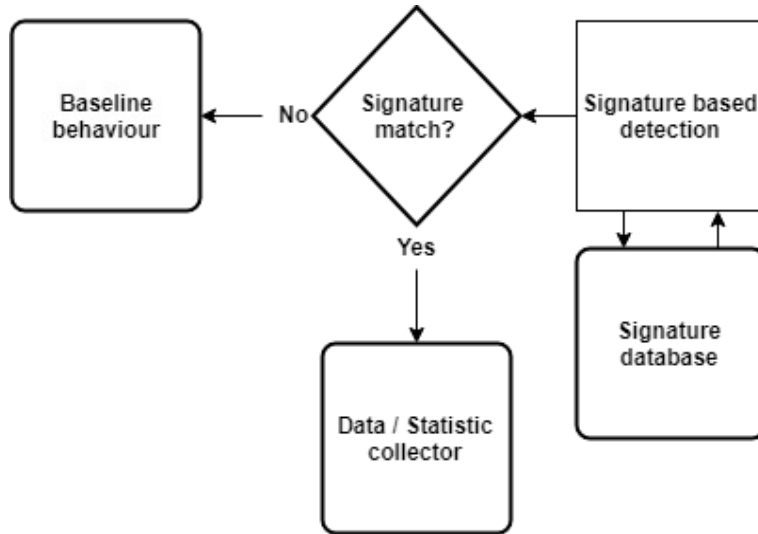 Baseline
behaviour
No
Signature
match?
Signature based
detection
Yes
Signature
database
Data / Statistic
collector